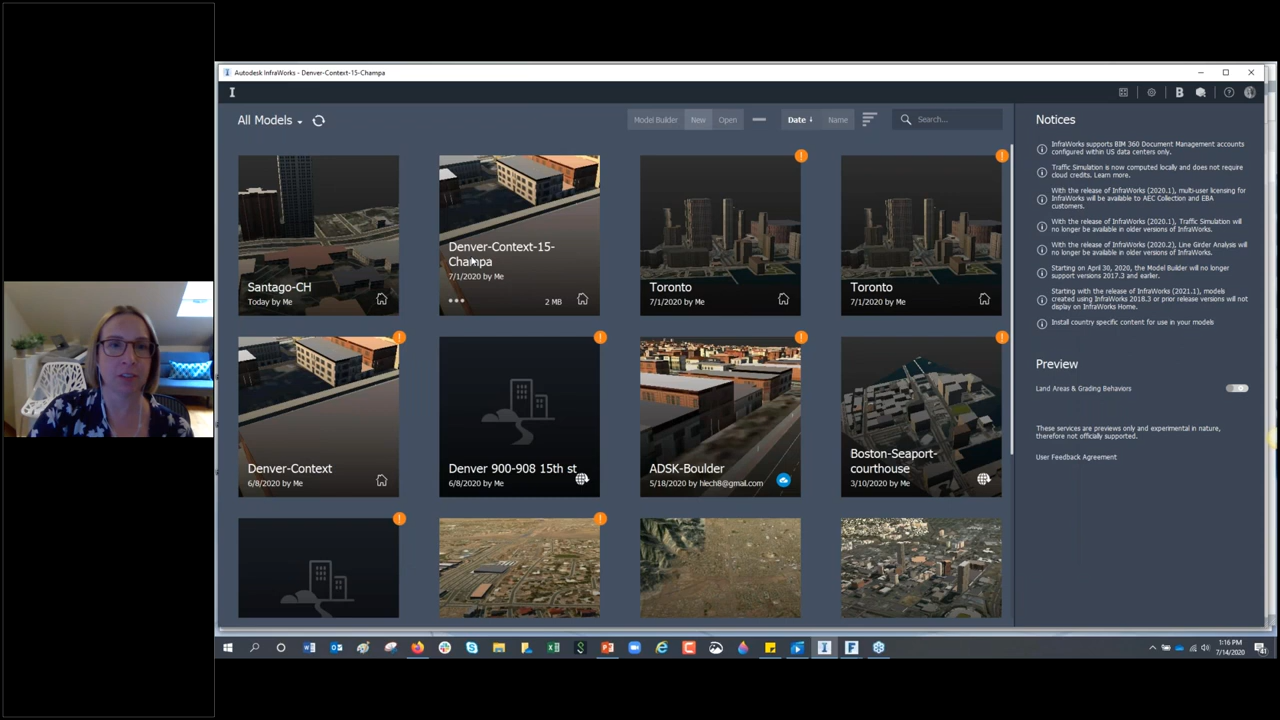 Autodesk InfraWorks - Denver-Context-15-Champa
All Models
Model Builder New Open Date ↓ Name Search...
Santago-CH
Today by Me
Denver-Context-15-
Champa
7/1/2020 by Me
2 MB
Toronto
7/1/2020 by Me
Toronto
7/1/2020 by Me
Denver-Context
6/8/2020 by Me
Denver 900-908 15th st
6/8/2020 by Me
ADSK-Boulder
5/18/2020 by hlech8@gmail.com
Boston-Seaport-
courthouse
3/10/2020 by Me
Notices
InfraWorks supports BIM 360 Document Management accounts
configured within US data centers only.
Traffic Simulation is now computed locally and does not require
cloud credits. Learn more.
With the release of InfraWorks (2020.1), multi-user licensing for
InfraWorks will be available to AEC Collection and EBA
customers.
With the release of InfraWorks (2020.1), Traffic Simulation will
no longer be available in older versions of InfraWorks.
With the release of InfraWorks (2020.2), Line Girder Analysis will
no longer be available in older versions of InfraWorks.
Starting on April 30, 2020, the Model Builder will no longer
support versions 2017.3 and earlier.
Starting with the release of InfraWorks (2021.1), models
created using InfraWorks 2018.3 or prior release versions will not
display on InfraWorks Home.
Install country specific content for use in your models
Preview
Land Areas & Grading Behaviors
These services are previews only and experimental in nature,
therefore not officially supported.
User Feedback Agreement
1:16 PM
7/14/2020